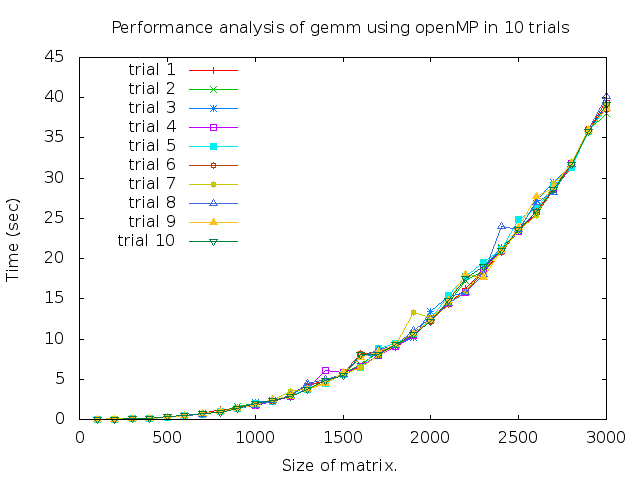 Performance analysis of gemm using openMP in 10 trials
45
40
35
30
25
20
15
10
5
0
Time (sec)
trial 1
trial 2
trial 3
trial 4
trial 5
trial 6
trial 7
trial 8
trial 9
trial 10
0 500 1000 1500 2000 2500 3000
Size of matrix.